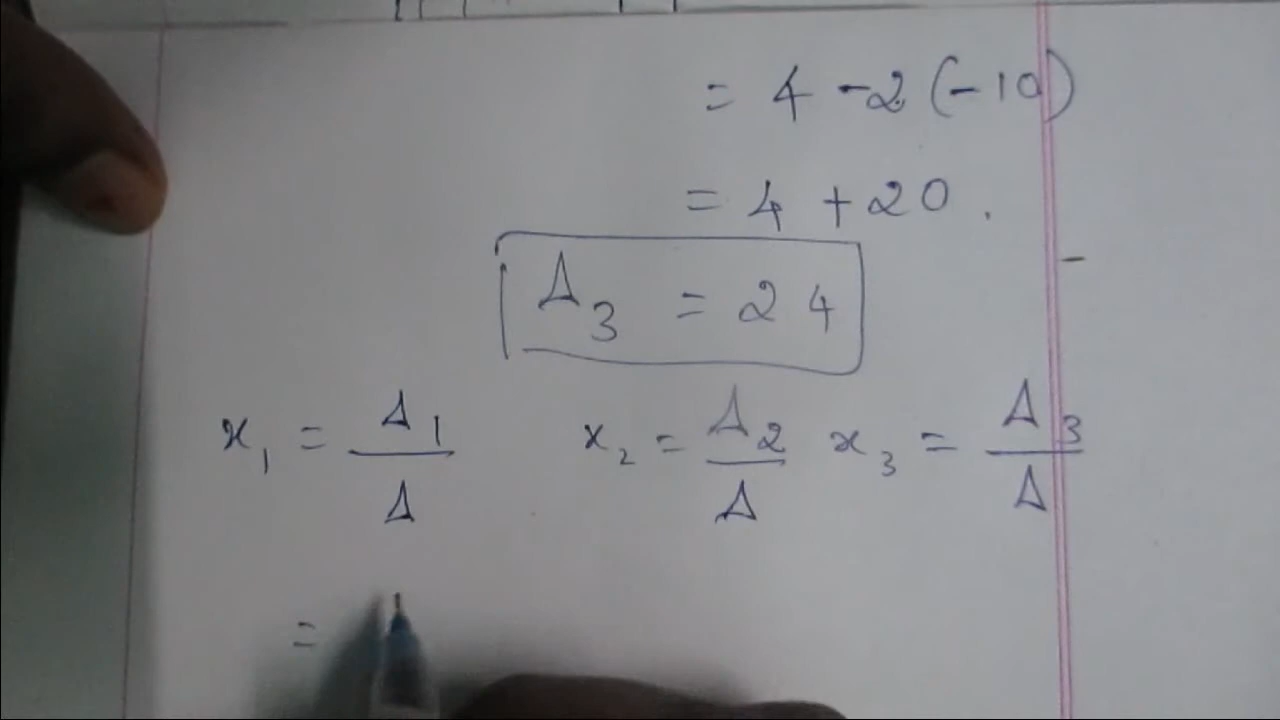 = 4 - 2 (-10)
= 4 + 20 .
Δ₃ = 24
x₁ = Δ₁/Δ x₂ = Δ₂/Δ x₃ = Δ₃/Δ
=